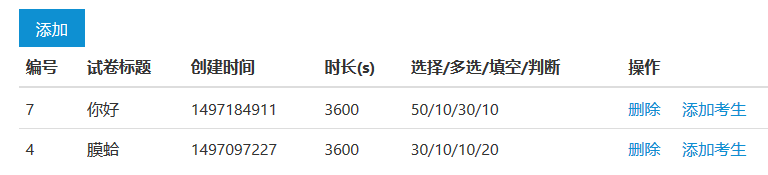 添加
编号 试卷标题 创建时间 时长(s) 选择/多选/填空/判断 操作
7 你好 1497184911 3600 50/10/30/10 删除 添加考生
4 膜蛤 1497097227 3600 30/10/10/20 删除 添加考生